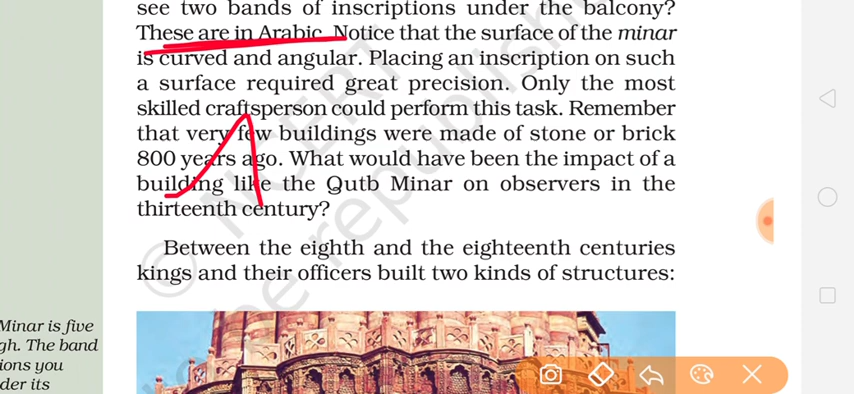 see two bands of inscriptions under the balcony?
These are in Arabic. Notice that the surface of the minar
is curved and angular. Placing an inscription on such
a surface required great precision. Only the most
skilled craftsperson could perform this task. Remember
that very few buildings were made of stone or brick
800 years ago. What would have been the impact of a
building like the Qutb Minar on observers in the
thirteenth century?
Between the eighth and the eighteenth centuries
kings and their officers built two kinds of structures:
Minar is five
gh. The band
ions you
der its
© NCERT
be republished